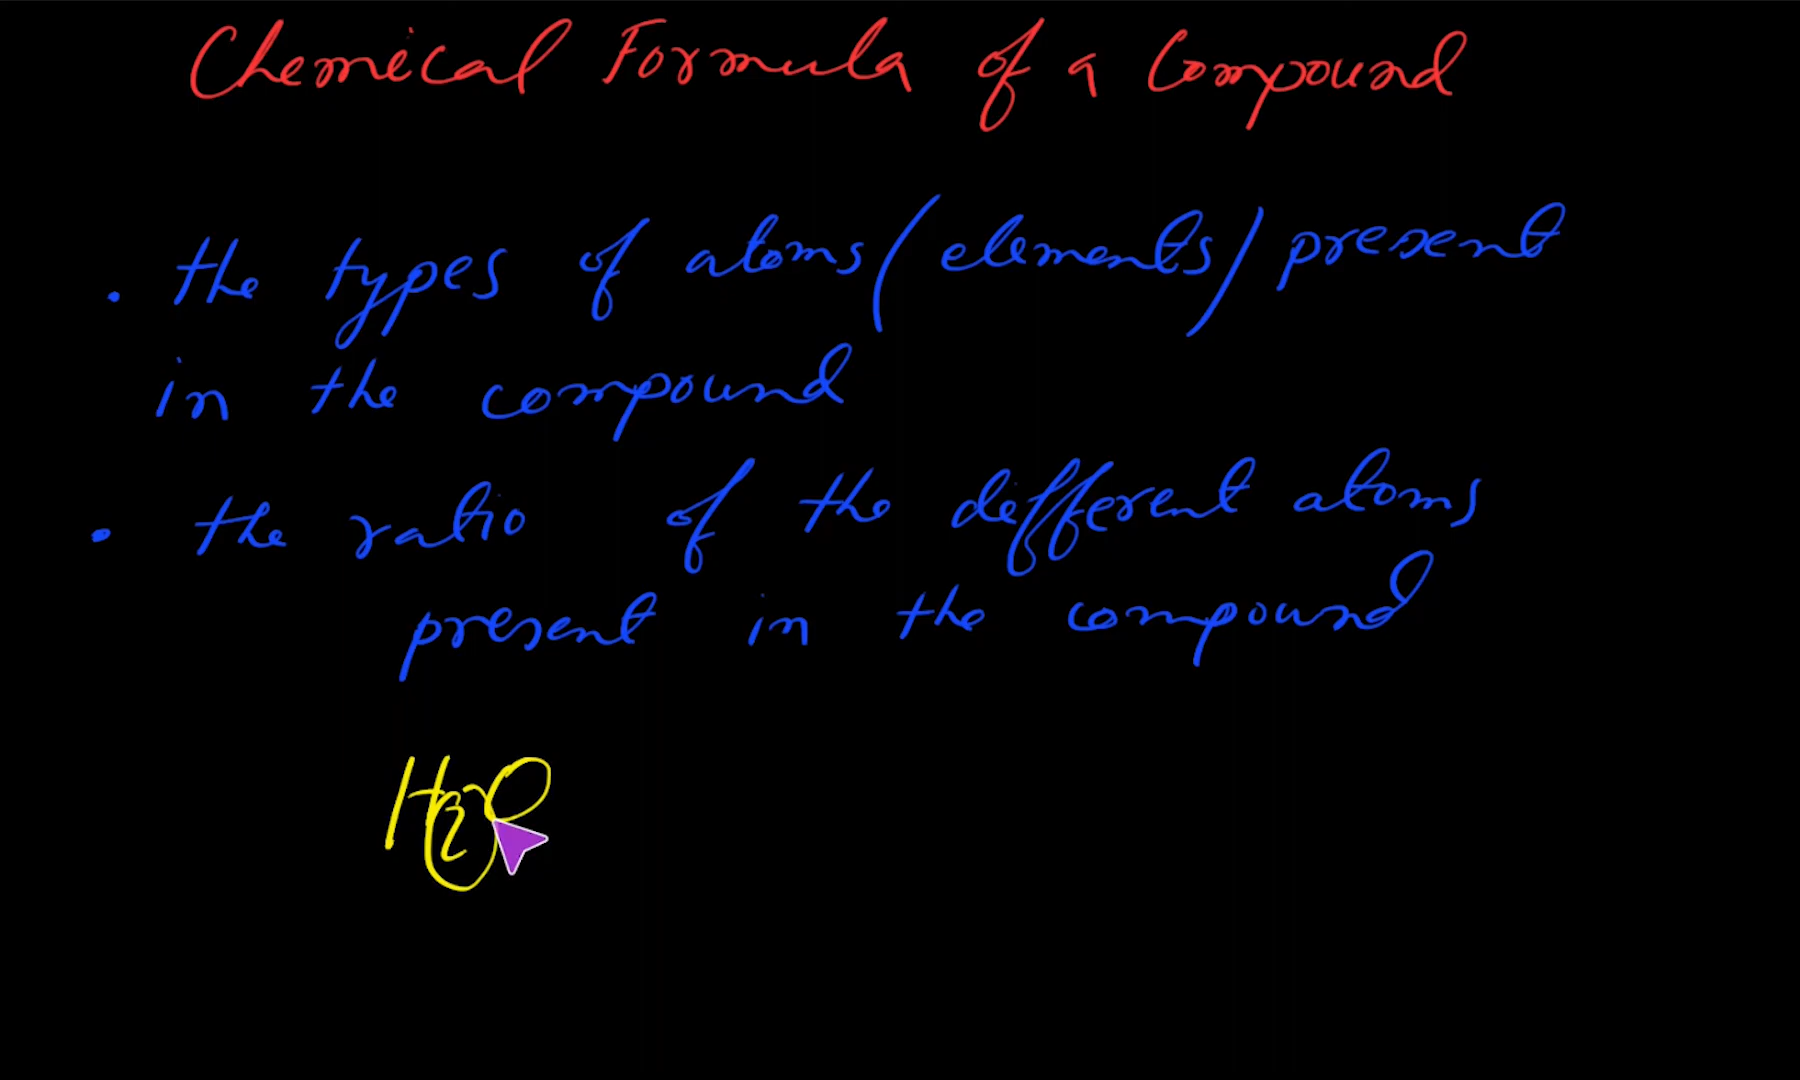 Chemical Formula of a Compound
. the types of atoms/elements/present
in the compound
. the ratio of the different atoms
present in the compound
H₂O